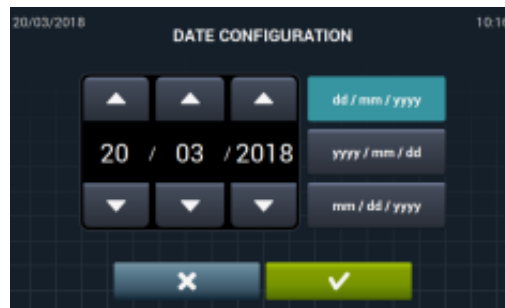 20/03/2018
10:16
DATE CONFIGURATION
dd / mm / yyyy
20 / 03 / 2018
yyyy / mm / dd
mm / dd / yyyy